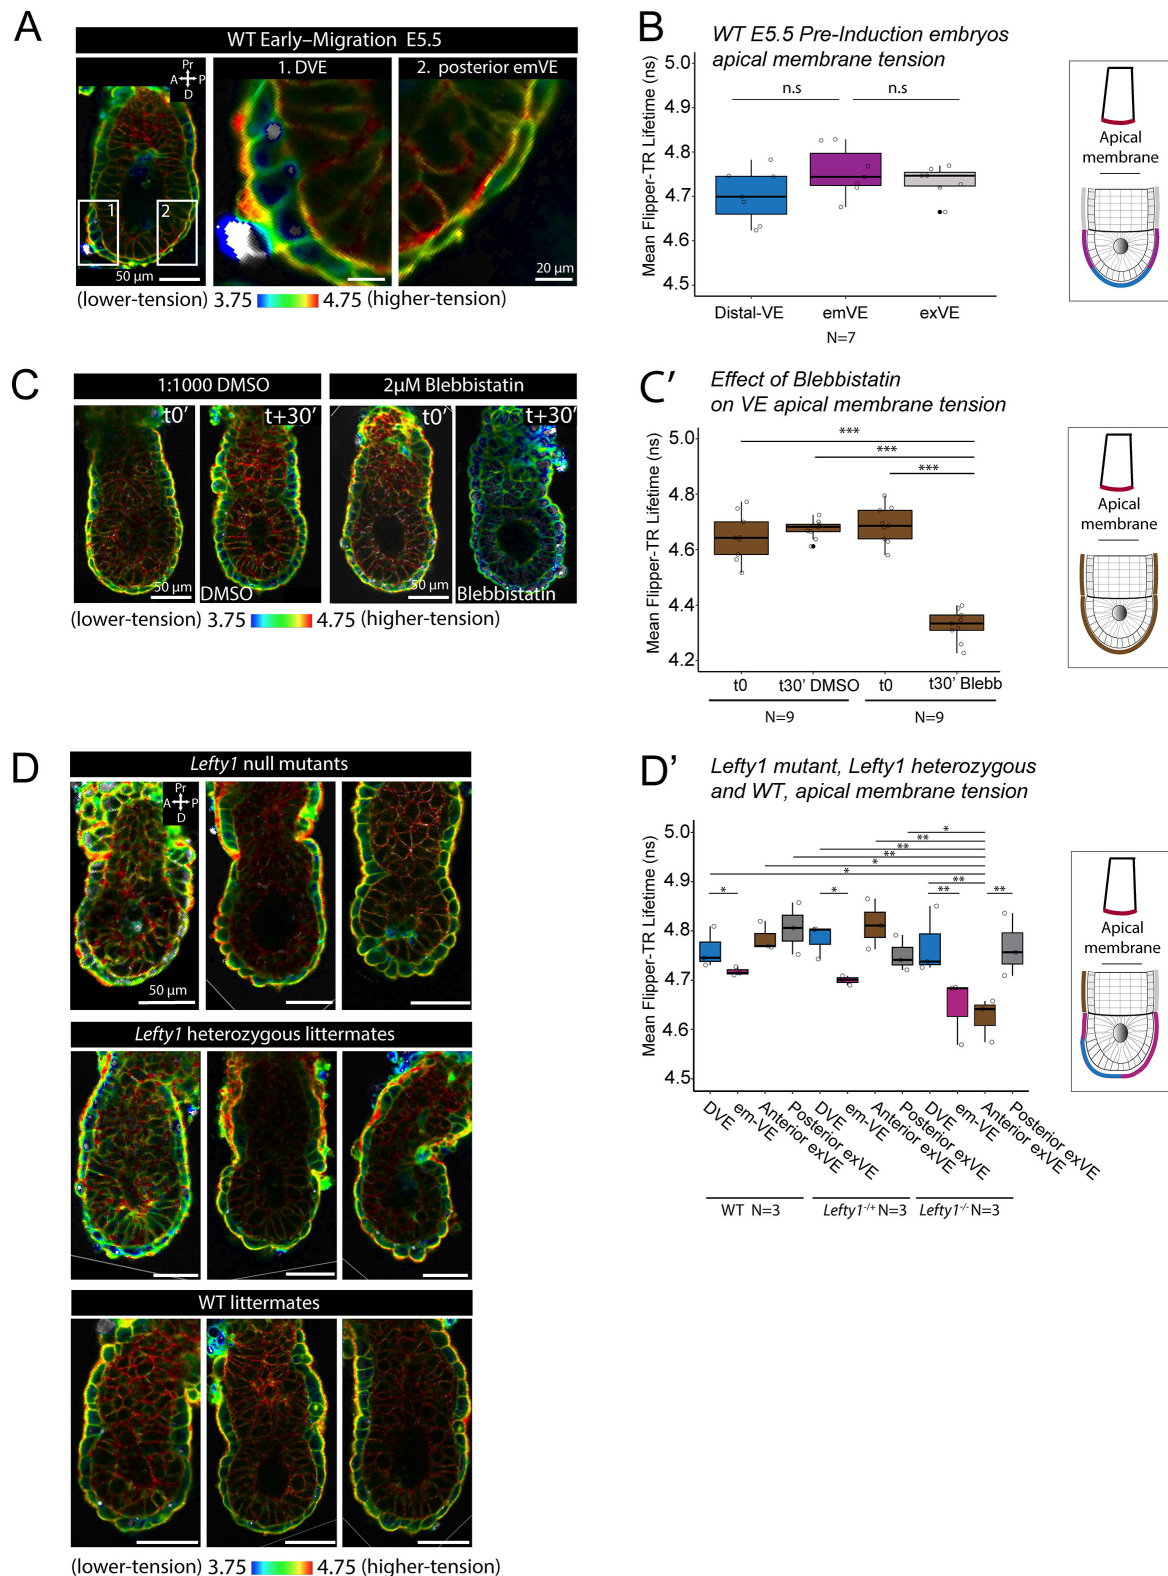 A
WT Early–Migration E5.5
Pr
A P
D
1. DVE
2. posterior emVE
1
2
50 µm
20 µm
(lower-tension) 3.75 4.75 (higher-tension)
B
WT E5.5 Pre-Induction embryos
apical membrane tension
Mean Flipper-TR Lifetime (ns)
5.0
4.9
4.8
4.7
4.6
4.5
n.s
n.s
Distal-VE
emVE
exVE
N=7
Apical
membrane
C
1:1000 DMSO
2µM Blebbistatin
t0’
t+30’
t0’
t+30’
50 µm
DMSO
50 µm
Blebbistatin
(lower-tension) 3.75 4.75 (higher-tension)
C’
Effect of Blebbistatin
on VE apical membrane tension
Mean Flipper-TR Lifetime (ns)
5.0
4.8
4.6
4.4
4.2
***
***
***
t0
t30’ DMSO
t0
t30’ Blebb
N=9
N=9
Apical
membrane
D
Lefty1 null mutants
Pr
A P
D
50 µm
Lefty1 heterozygous littermates
WT littermates
(lower-tension) 3.75 4.75 (higher-tension)
D’
Lefty1 mutant, Lefty1 heterozygous
and WT, apical membrane tension
Mean Flipper-TR Lifetime (ns)
5.0
4.9
4.8
4.7
4.6
4.5
*
**
**
**
*
*
**
*
*
**
**
DVE
em-VE
Anterior exVE
Posterior exVE
DVE
em-VE
Anterior exVE
Posterior exVE
DVE
em-VE
Anterior exVE
Posterior exVE
WT N=3
Lefty1-/+ N=3
Lefty1-/- N=3
Apical
membrane